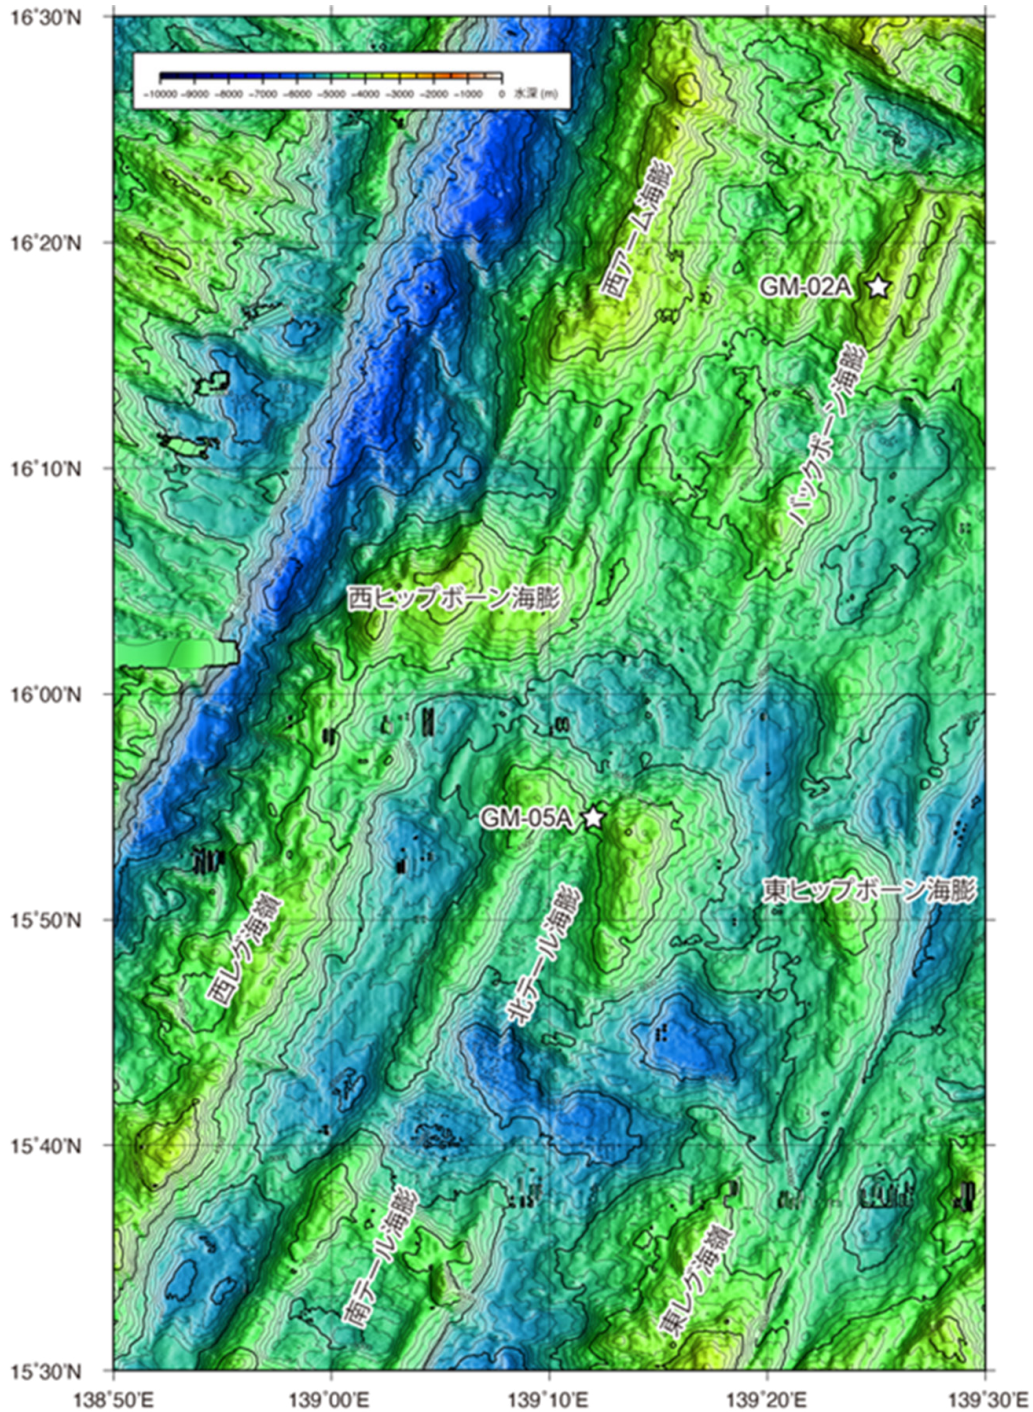 16°30'N
-10000 -9000 -8000 -7000 -6000 -5000 -4000 -3000 -2000 -1000 0 水深 (m)
西アーム海膨
16°20'N
GM-02A
バックボーン海膨
16°10'N
西ヒップボーン海膨
16°00'N
GM-05A
東ヒップボーン海膨
15°50'N
西レグ海嶺
北テール海膨
15°40'N
南テール海膨
東レグ海嶺
15°30'N
138°50'E 139°00'E 139°10'E 139°20'E 139°30'E